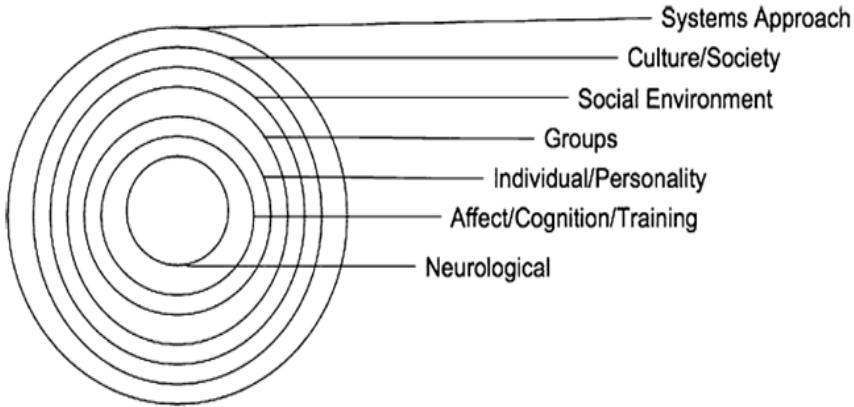 Systems Approach
Culture/Society
Social Environment
Groups
Individual/Personality
Affect/Cognition/Training
Neurological